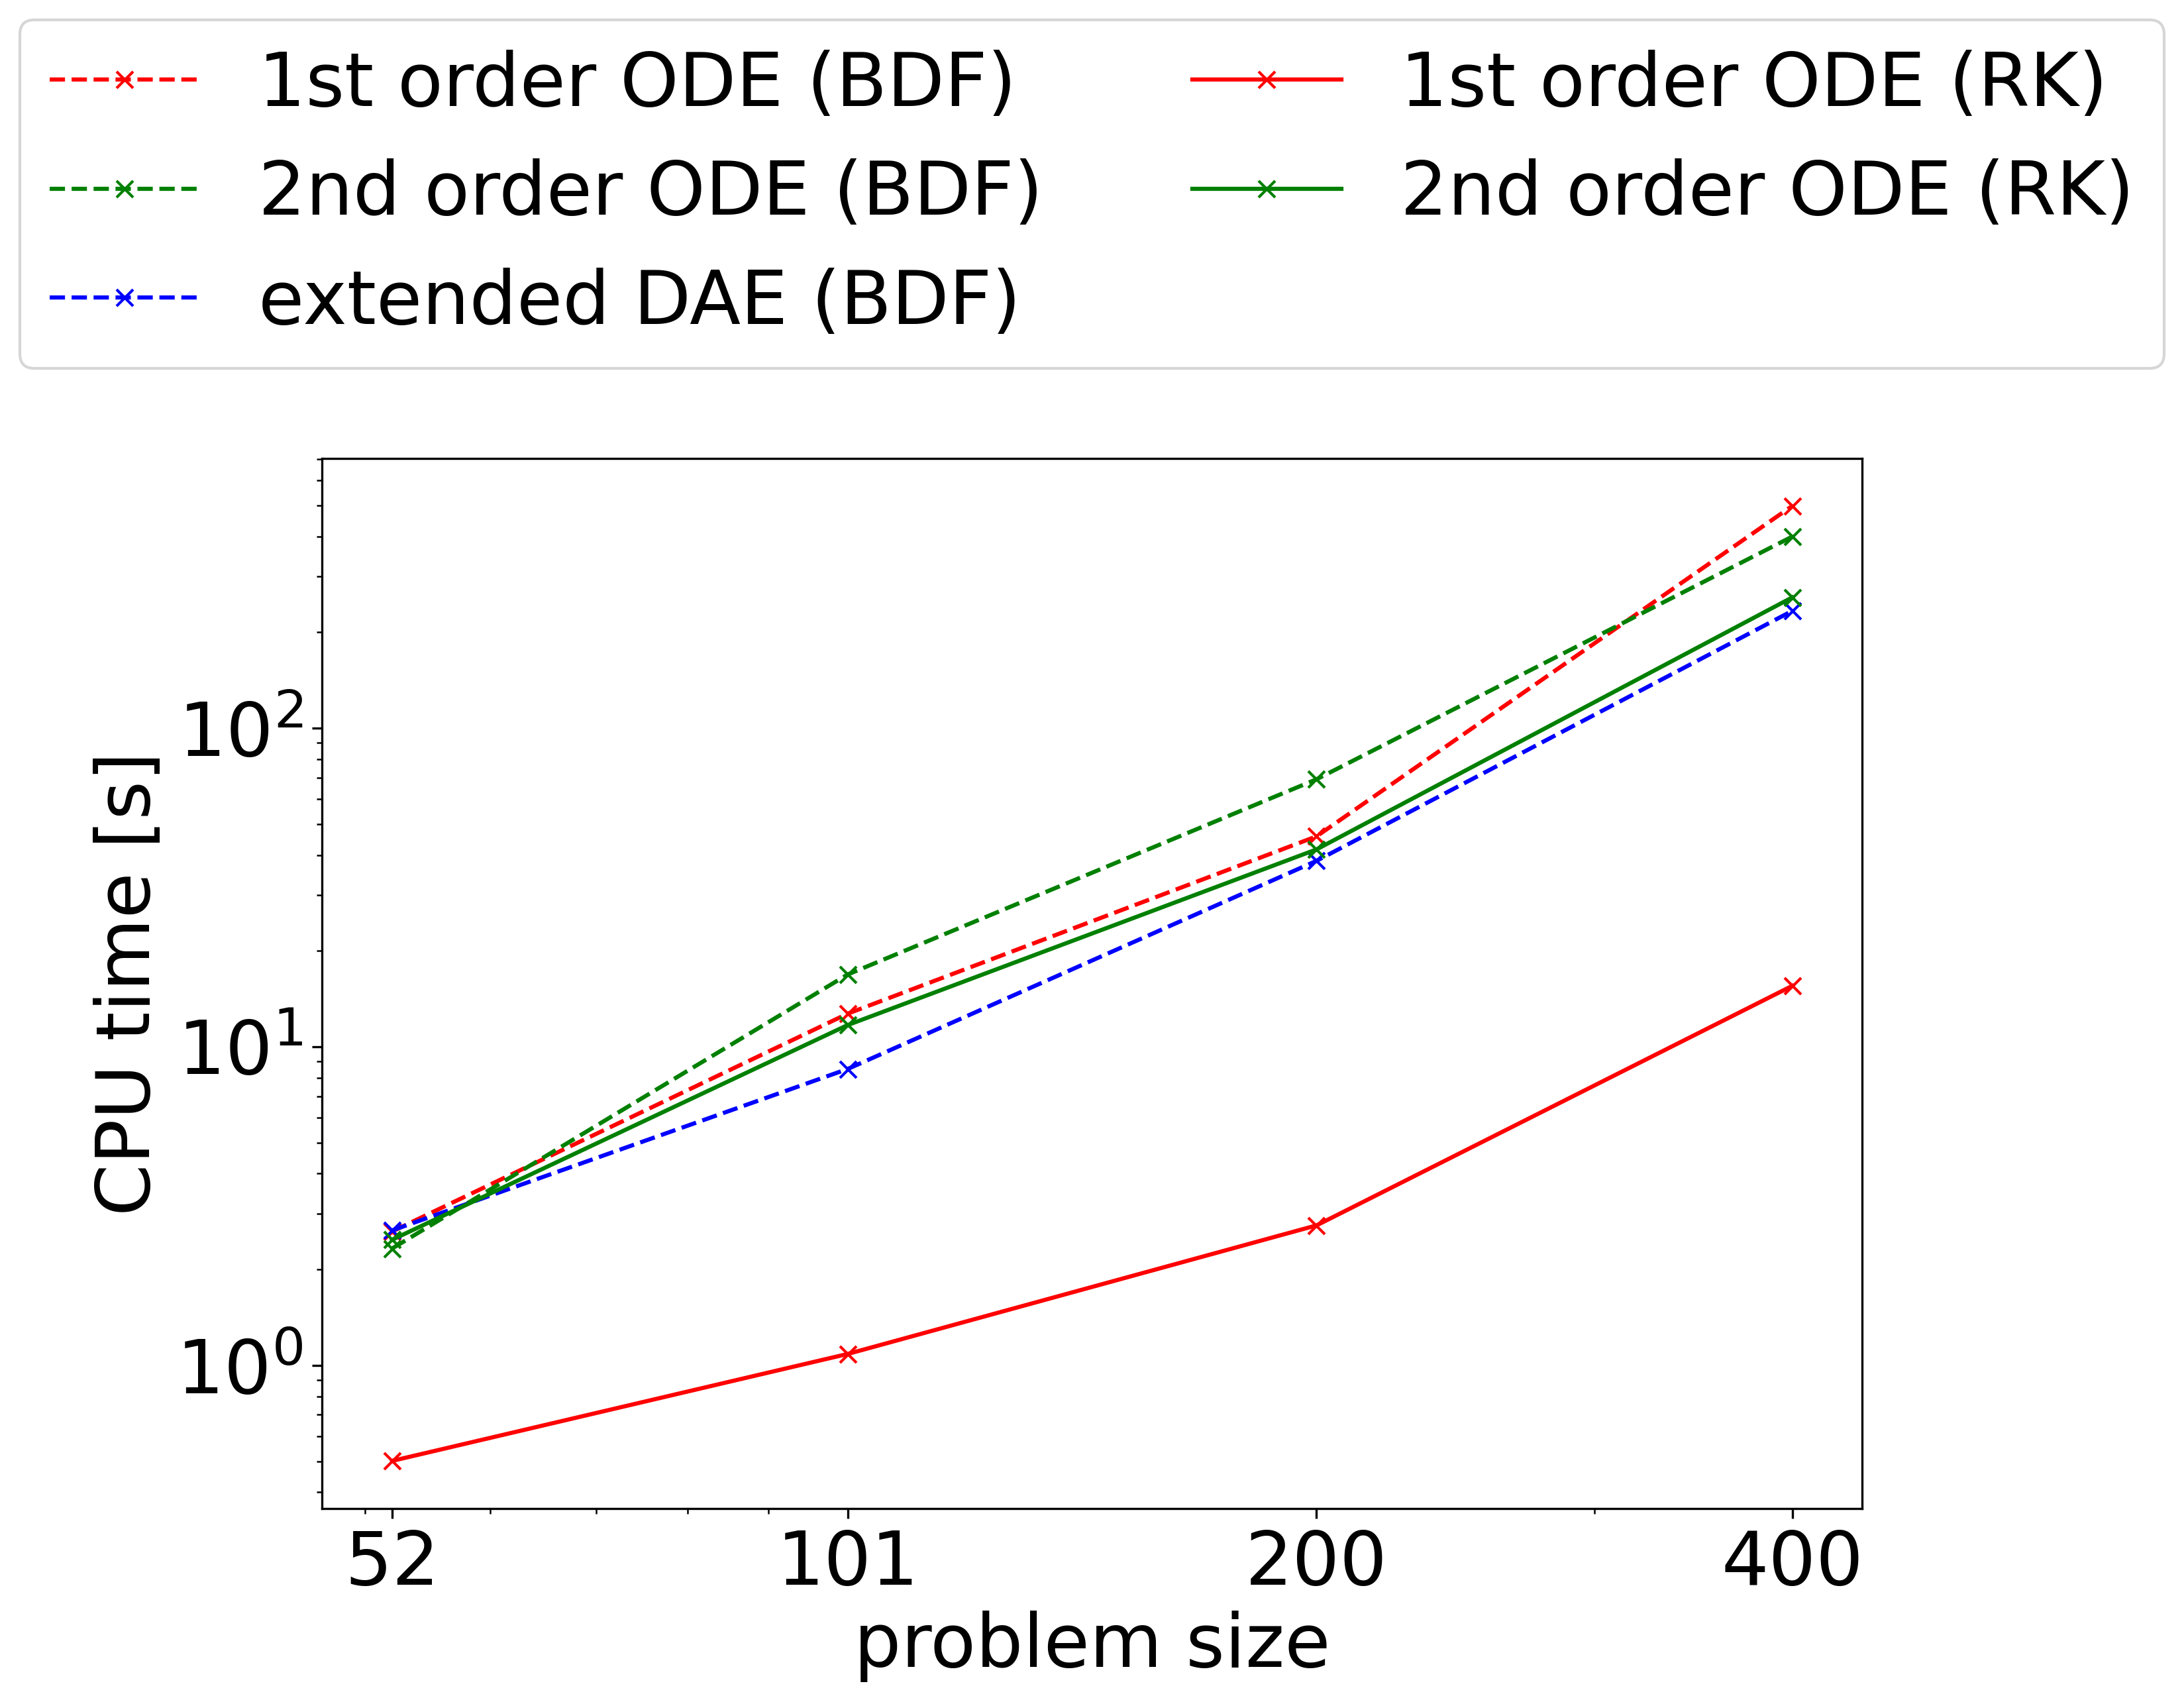 1st order ODE (BDF)
2nd order ODE (BDF)
extended DAE (BDF)
1st order ODE (RK)
2nd order ODE (RK)
CPU time [s]
10²
10¹
10⁰
52 101 200 400
problem size